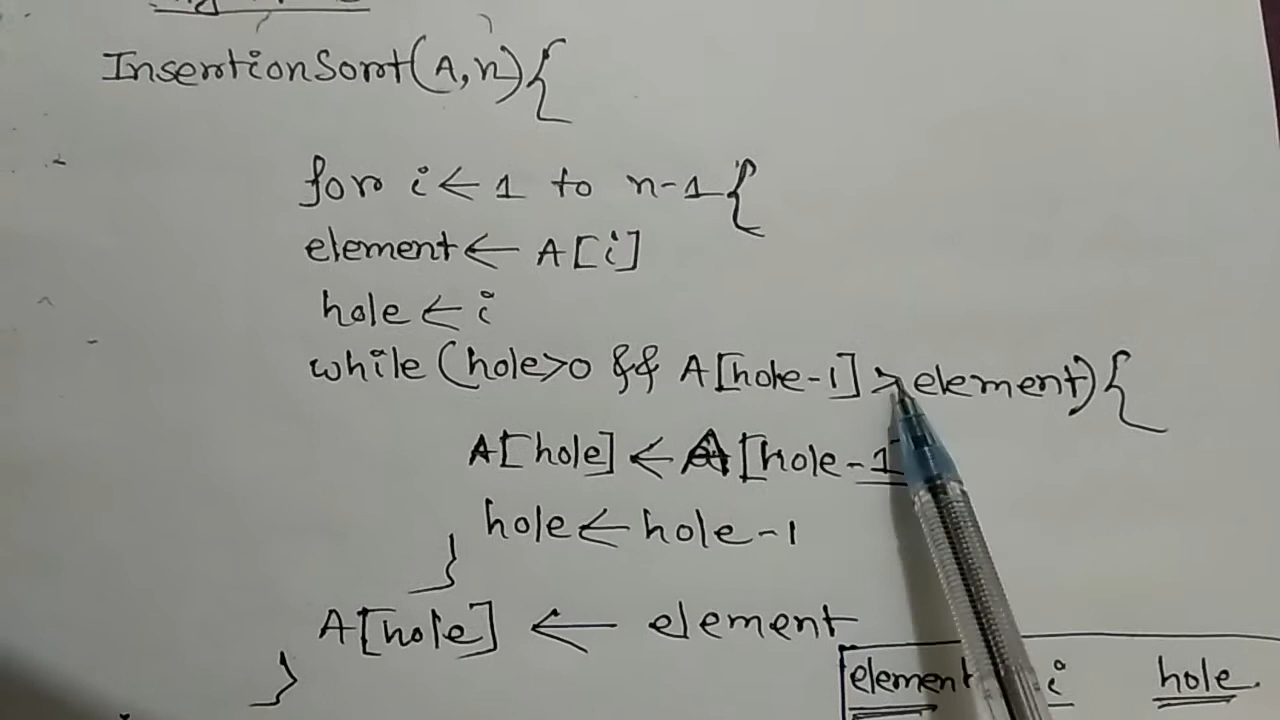 InsertionSort(A,n){
for i ← 1 to n-1{
element ← A[i]
hole ← i
while (hole>0 && A[hole-1] > element){
A[hole] ← A[hole-1
hole ← hole-1
}
A[hole] ← element
}
element i hole